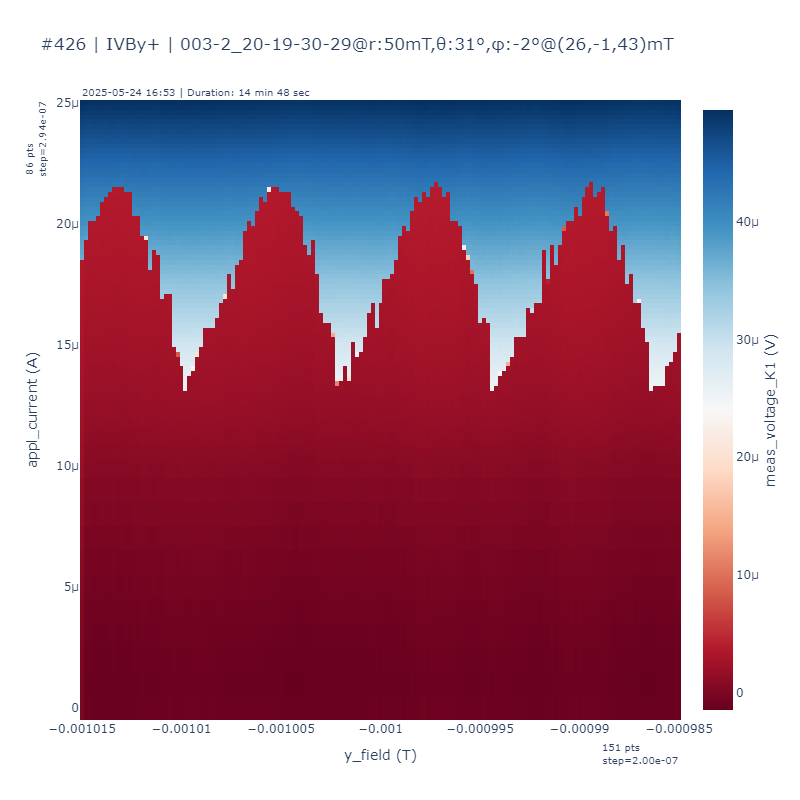 #426 | IVBy+ | 003-2_20-19-30-29@r:50mT,θ:31º,φ:-2º@(26,-1,43)mT
2025-05-24 16:53 | Duration: 14 min 48 sec
86 pts
step=2.94e-07
25μ
20μ
15μ
10μ
5μ
0
appl_current (A)
−0.001015
−0.00101
−0.001005
−0.001
−0.000995
−0.00099
−0.000985
y_field (T)
151 pts
step=2.00e-07
40μ
30μ
20μ
10μ
0
meas_voltage_K1 (V)